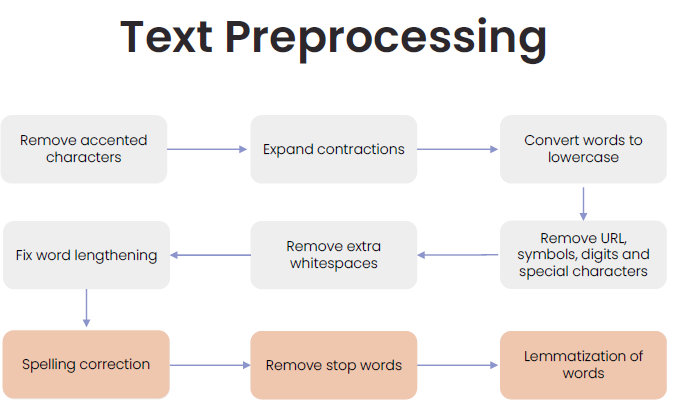 Text Preprocessing
Remove accented
characters
Expand contractions
Convert words to
lowercase
Remove URL,
symbols, digits and
special characters
Remove extra
whitespaces
Fix word lengthening
Spelling correction
Remove stop words
Lemmatization of
words